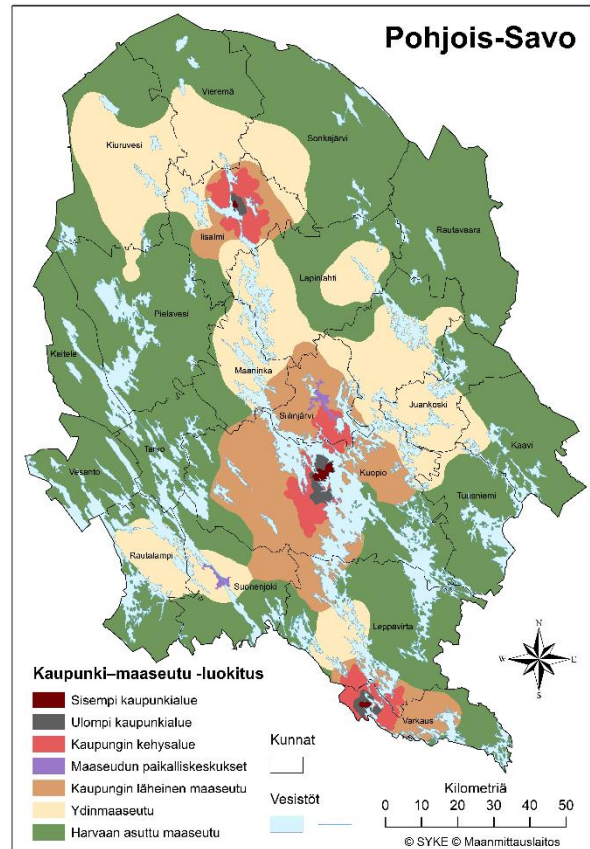 Pohjois-Savo
Vieremä
Kiuruvesi
Sonkajärvi
Iisalmi
Rautavaara
Lapinlahti
Pielavesi
Keitele
Maaninka
Juankoski
Siilinjärvi
Kaavi
Tervo
Kuopio
Vesanto
Tuusniemi
Rautalampi
Suonenjoki
Leppävirta
Varkaus
N
W
E
S
Kaupunki–maaseutu -luokitus
Sisempi kaupunkialue
Ulompi kaupunkialue
Kaupungin kehysalue
Maaseudun paikalliskeskukset
Kaupungin läheinen maaseutu
Ydinmaaseutu
Harvaan asuttu maaseutu
Kunnat
Vesistöt
Kilometriä
0 10 20 30 40 50
© SYKE © Maanmittauslaitos